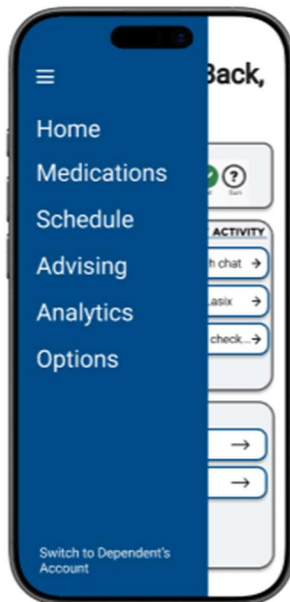 Back,
Home
Medications
Schedule
Advising
Analytics
Options
ACTIVITY
chat →
Lasix →
check... →
→
→
Switch to Dependent's
Account